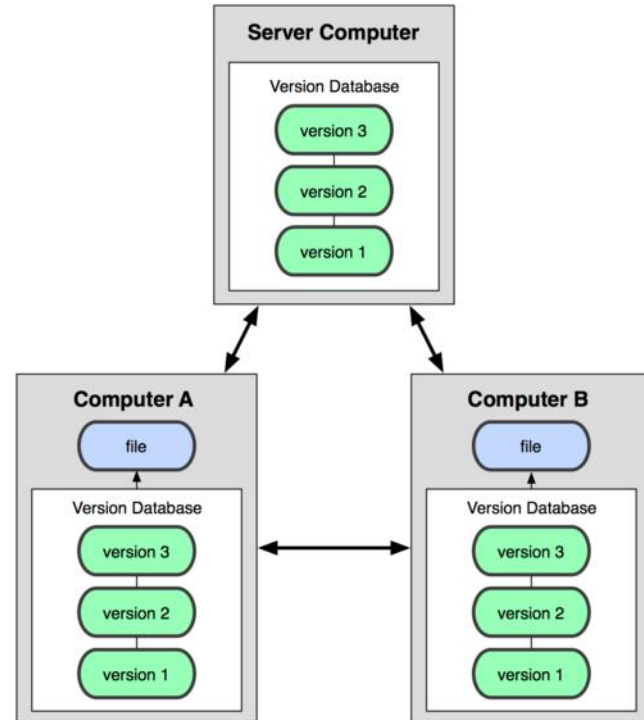 Server Computer
Version Database
version 3
version 2
version 1
Computer A
file
Version Database
version 3
version 2
version 1
Computer B
file
Version Database
version 3
version 2
version 1